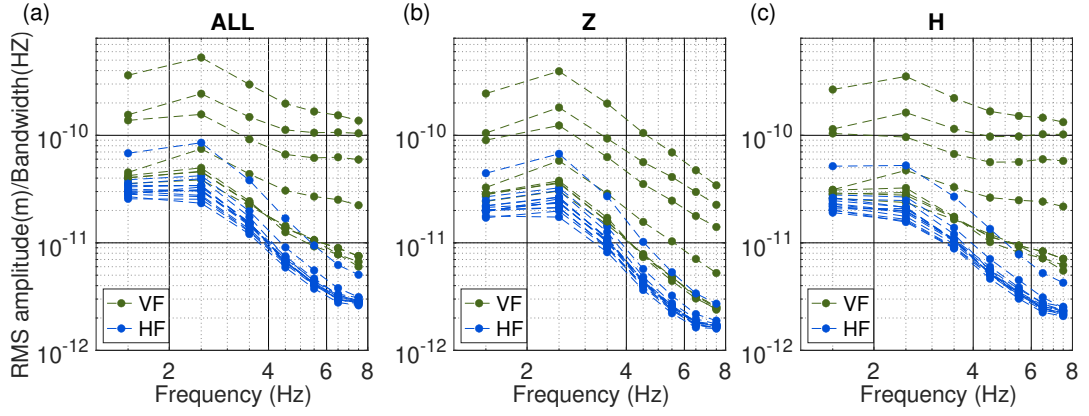 (a) ALL
(b) Z
(c) H
RMS amplitude(m)/Bandwidth(HZ)
10-10
10-11
10-12
VF
HF
2 4 6 8
Frequency (Hz)
10-10
10-11
10-12
VF
HF
2 4 6 8
Frequency (Hz)
10-10
10-11
10-12
VF
HF
2 4 6 8
Frequency (Hz)